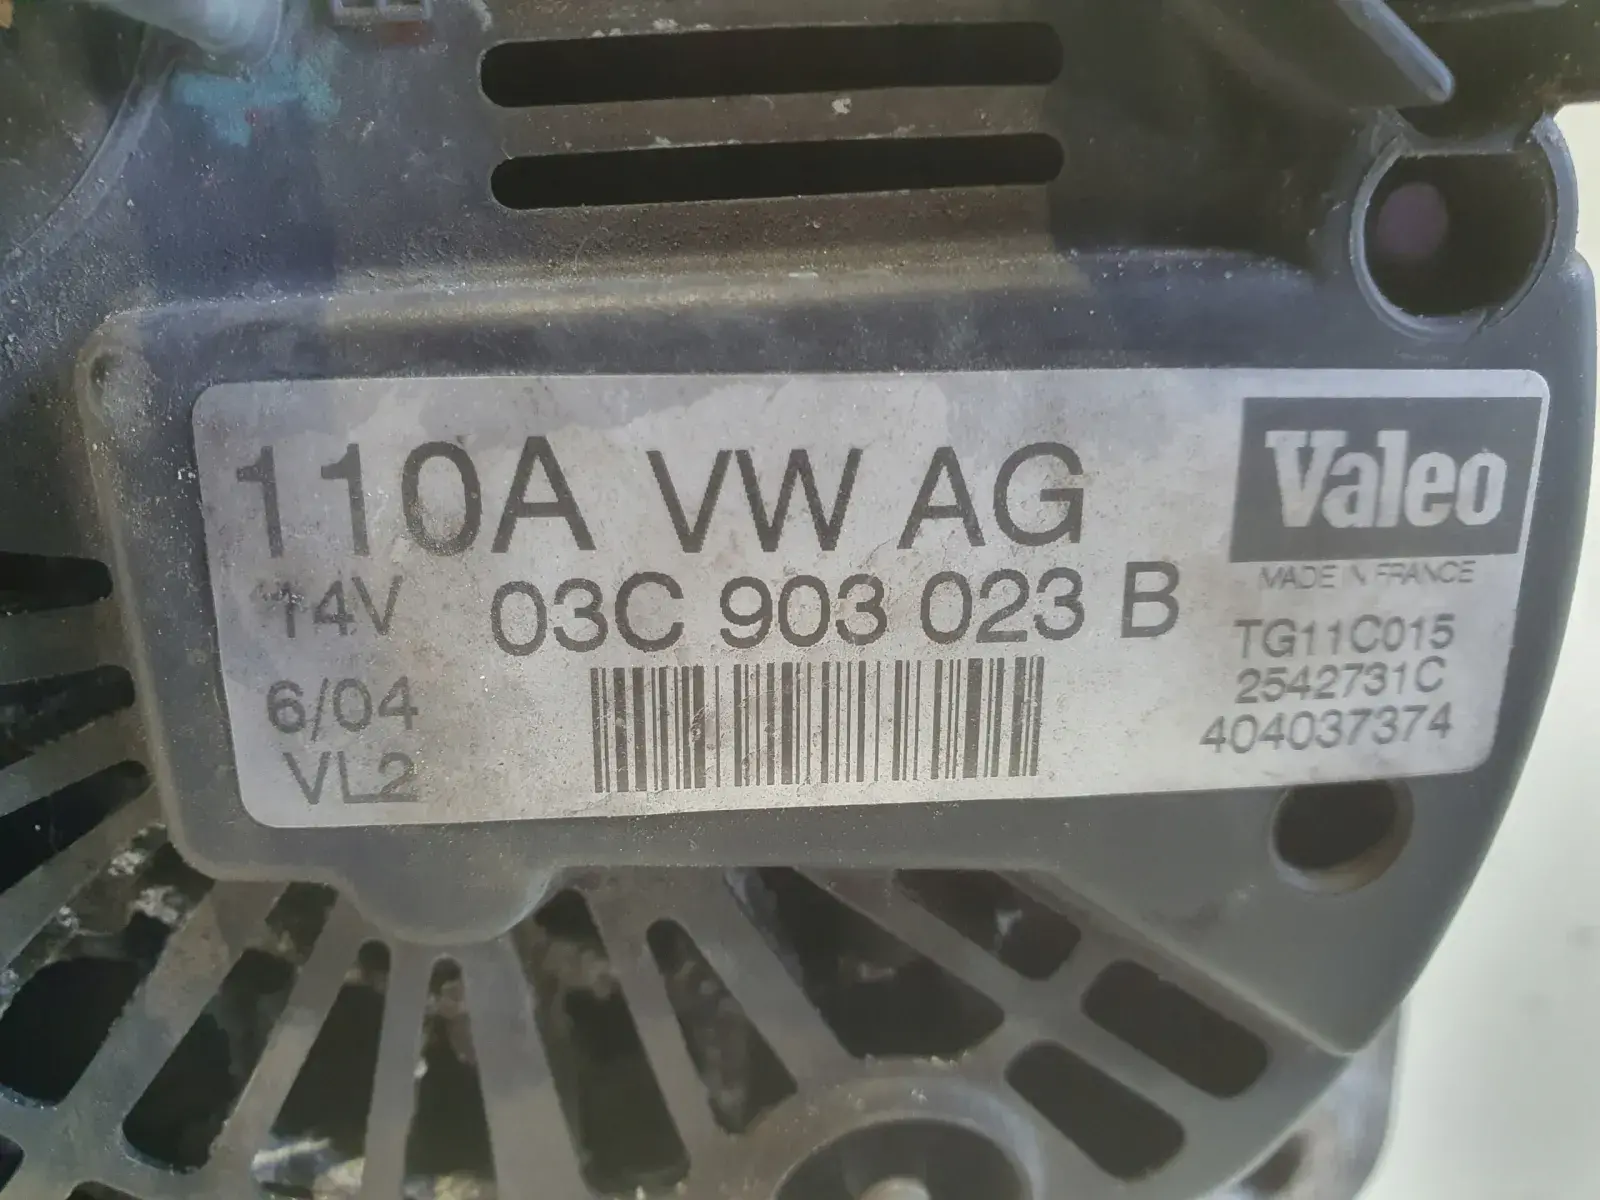 110A VW AG
Valeo
MADE IN FRANCE
14V
03C 903 023 B
TG11C015
6/04
2542731C
VL2
404037374